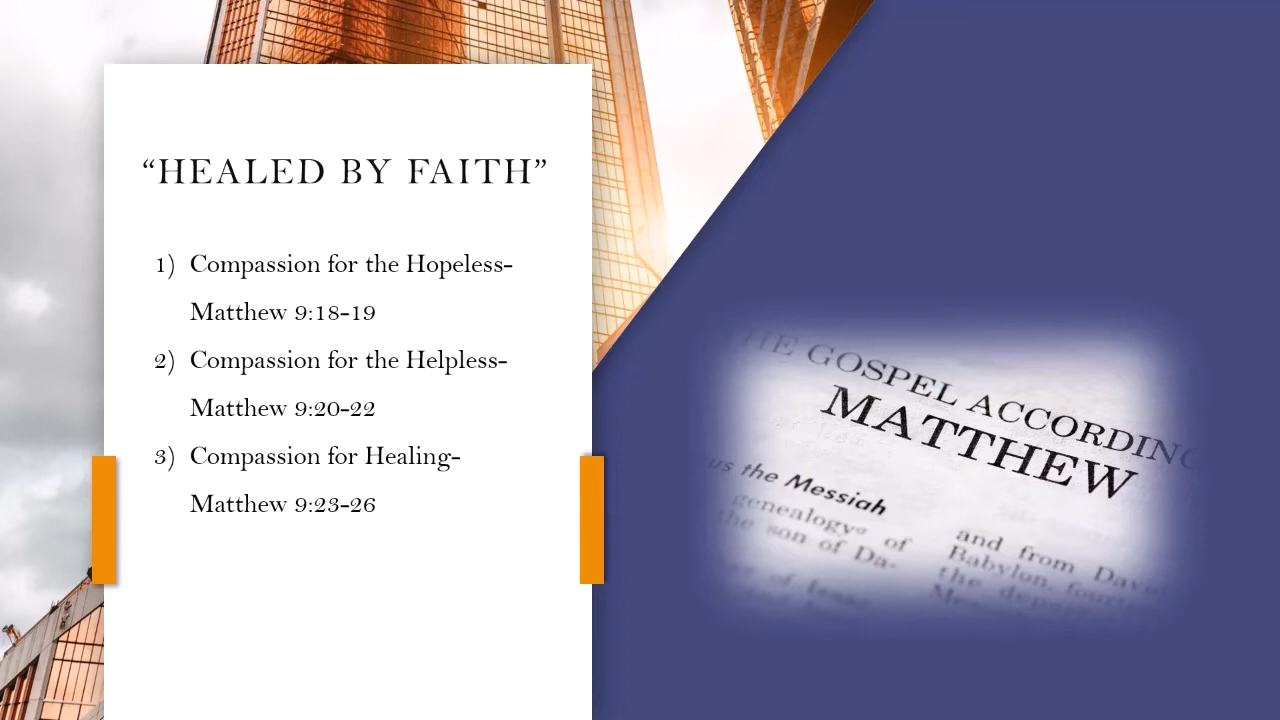 “HEALED BY FAITH”
1) Compassion for the Hopeless-
Matthew 9:18-19
2) Compassion for the Helpless-
Matthew 9:20-22
3) Compassion for Healing-
Matthew 9:23-26
GOSPEL ACCORDING
MATTHEW
the Messiah
genealogy of
the son of Da-
and from David
Babylon, fourt
the deport